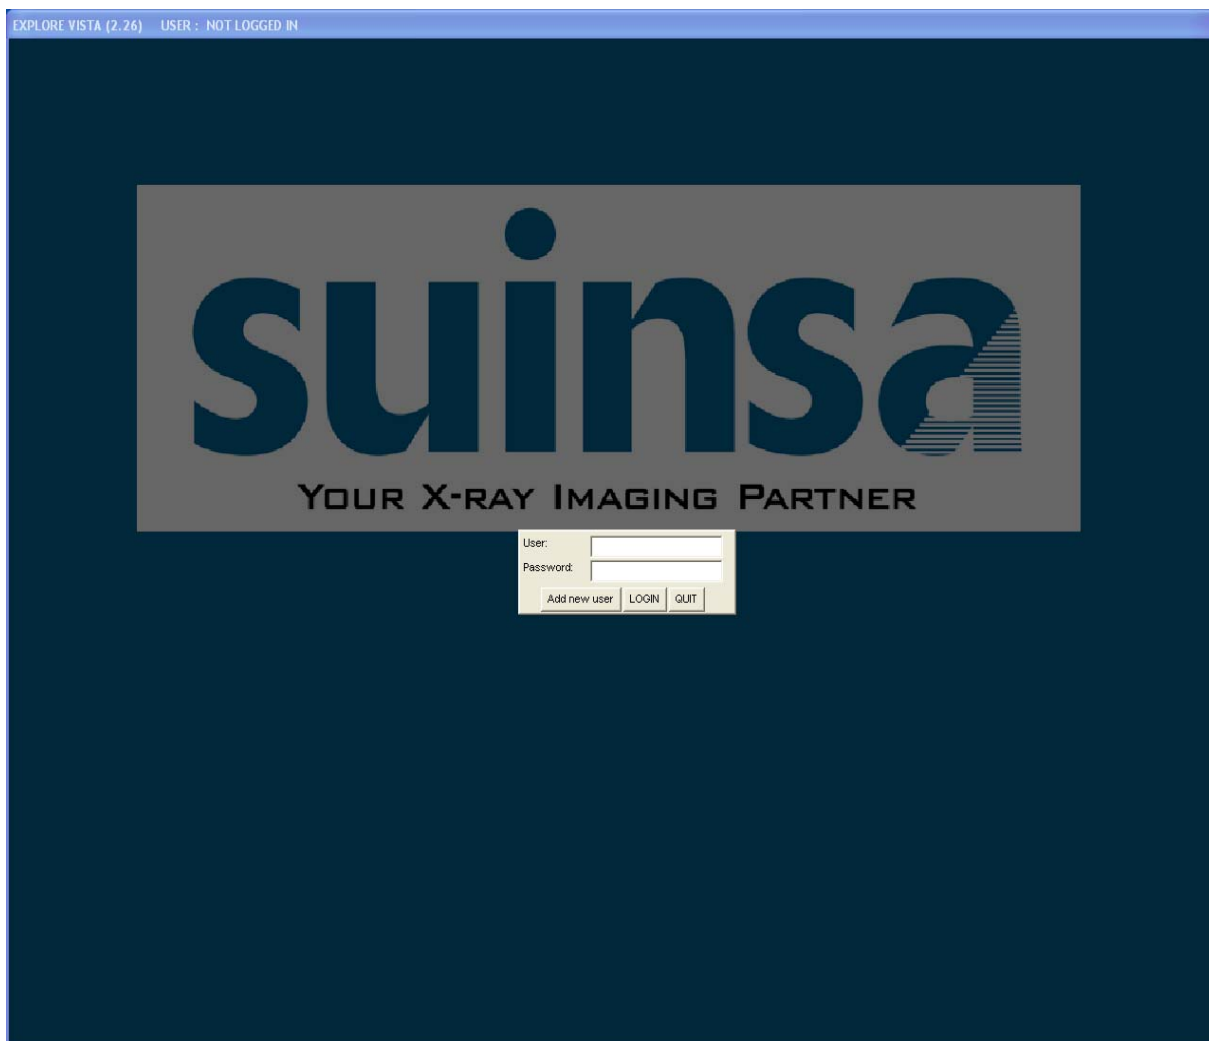 EXPLORE VISTA (2.26) USER : NOT LOGGED IN
suinsa
YOUR X-RAY IMAGING PARTNER
User:
Password:
Add new user LOGIN QUIT